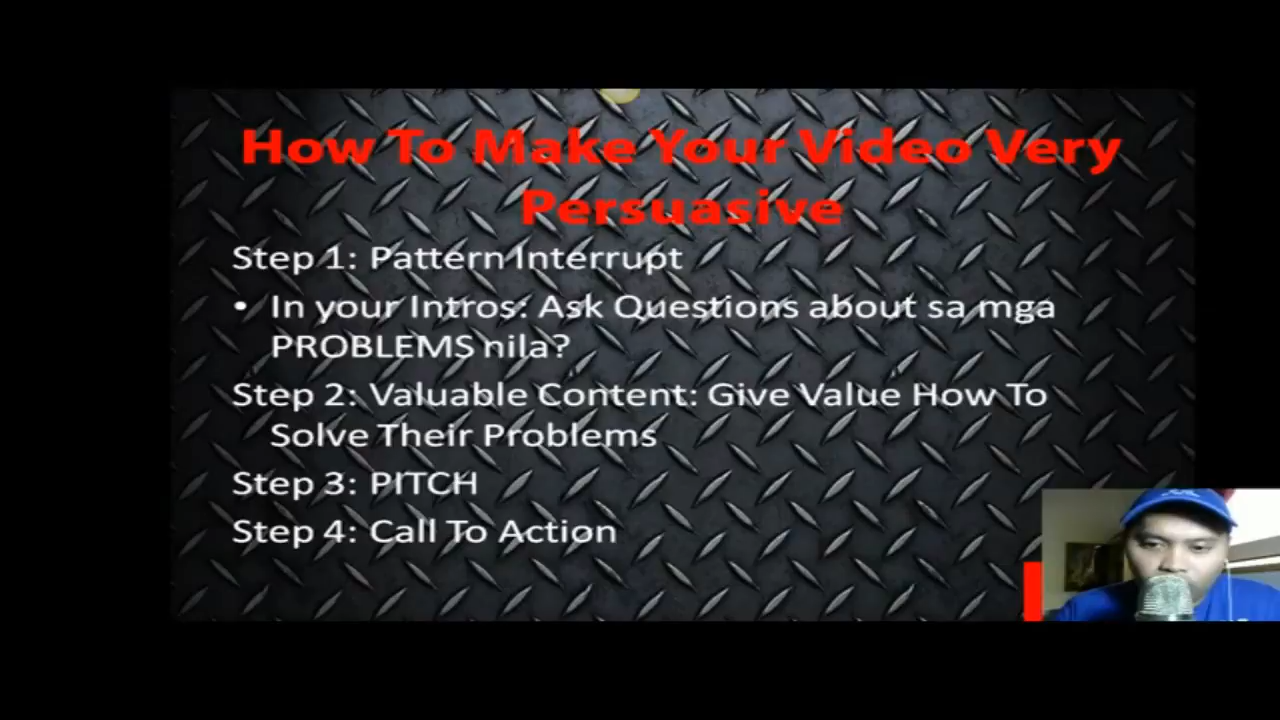 How To Make Your Video Very
Persuasive
Step 1: Pattern Interrupt
• In your Intros: Ask Questions about sa mga
PROBLEMS nila?
Step 2: Valuable Content: Give Value How To
Solve Their Problems
Step 3: PITCH
Step 4: Call To Action